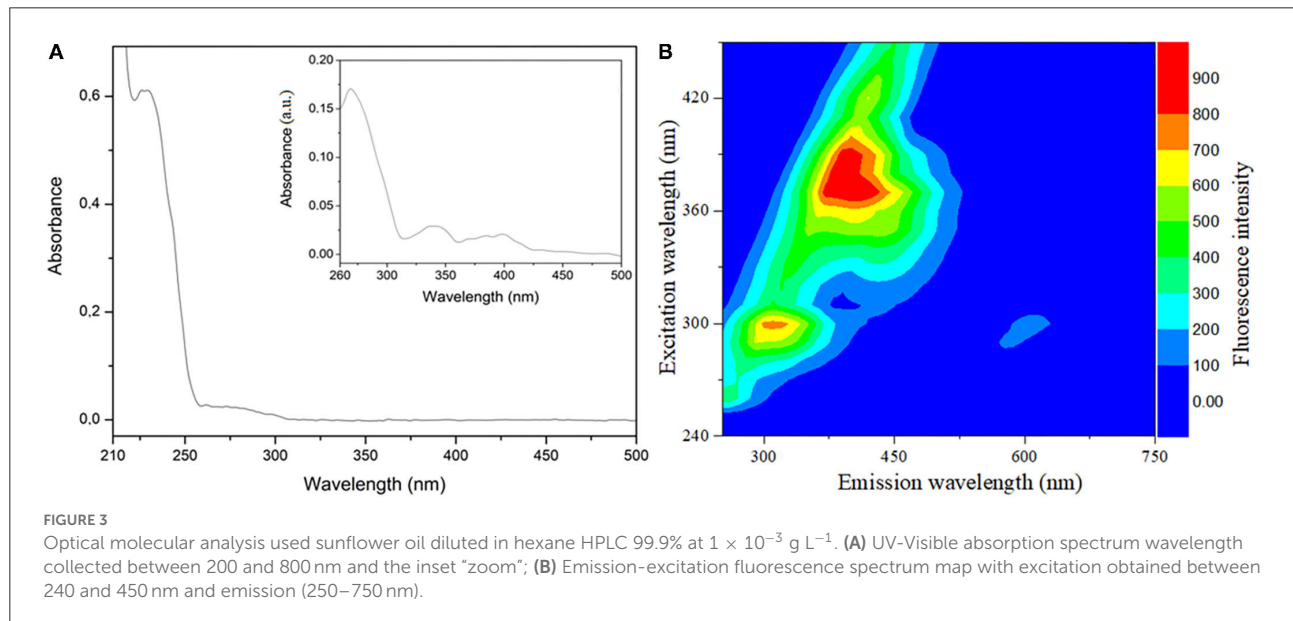 A
Absorbance
0.6
0.4
0.2
0.0
210 250 300 350 400 450 500
Wavelength (nm)
Absorbance (a.u.)
0.20
0.15
0.10
0.05
0.00
260 300 350 400 450 500
Wavelength (nm)
B
Excitation wavelength (nm)
420
360
300
240
300 450 600 750
Emission wavelength (nm)
900
800
700
600
500
400
300
200
100
0.00
Fluorescence intensity
FIGURE 3
Optical molecular analysis used sunflower oil diluted in hexane HPLC 99.9% at 1 × 10⁻³ g L⁻¹. (A) UV-Visible absorption spectrum wavelength
collected between 200 and 800 nm and the inset “zoom”; (B) Emission-excitation fluorescence spectrum map with excitation obtained between
240 and 450 nm and emission (250–750 nm).